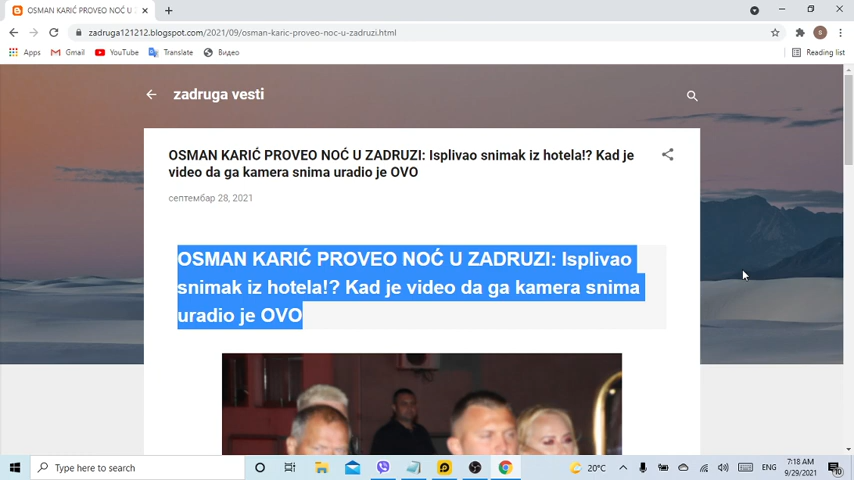 OSMAN KARIĆ PROVEO NOĆ U Z
zadruga121212.blogspot.com/2021/09/osman-karic-proveo-noc-u-zadruzi.html
Apps Gmail YouTube Translate Видео Reading list
zadruga vesti
OSMAN KARIĆ PROVEO NOĆ U ZADRUZI: Isplivao snimak iz hotela!? Kad je
video da ga kamera snima uradio je OVO
септембар 28, 2021
OSMAN KARIĆ PROVEO NOĆ U ZADRUZI: Isplivao
snimak iz hotela!? Kad je video da ga kamera snima
uradio je OVO
Type here to search
20°C
ENG
7:18 AM
9/29/2021